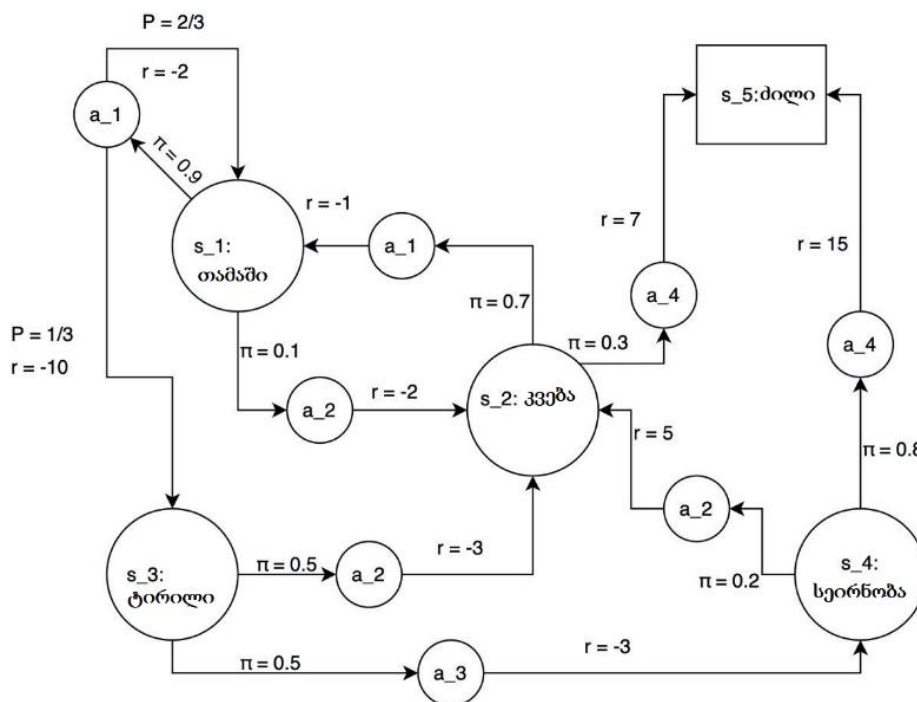 P = 2/3
r = -2
a_1
π = 0.9
s_5:ძილი
r = -1
s_1:
თამაში
a_1
r = 7
r = 15
a_4
π = 0.7
π = 0.3
a_4
P = 1/3
r = -10
π = 0.1
a_2
r = -2
s_2: კვება
r = 5
π = 0.8
a_2
s_3:
ტირილი
π = 0.5
a_2
r = -3
π = 0.2
s_4:
სეირნობა
π = 0.5
a_3
r = -3